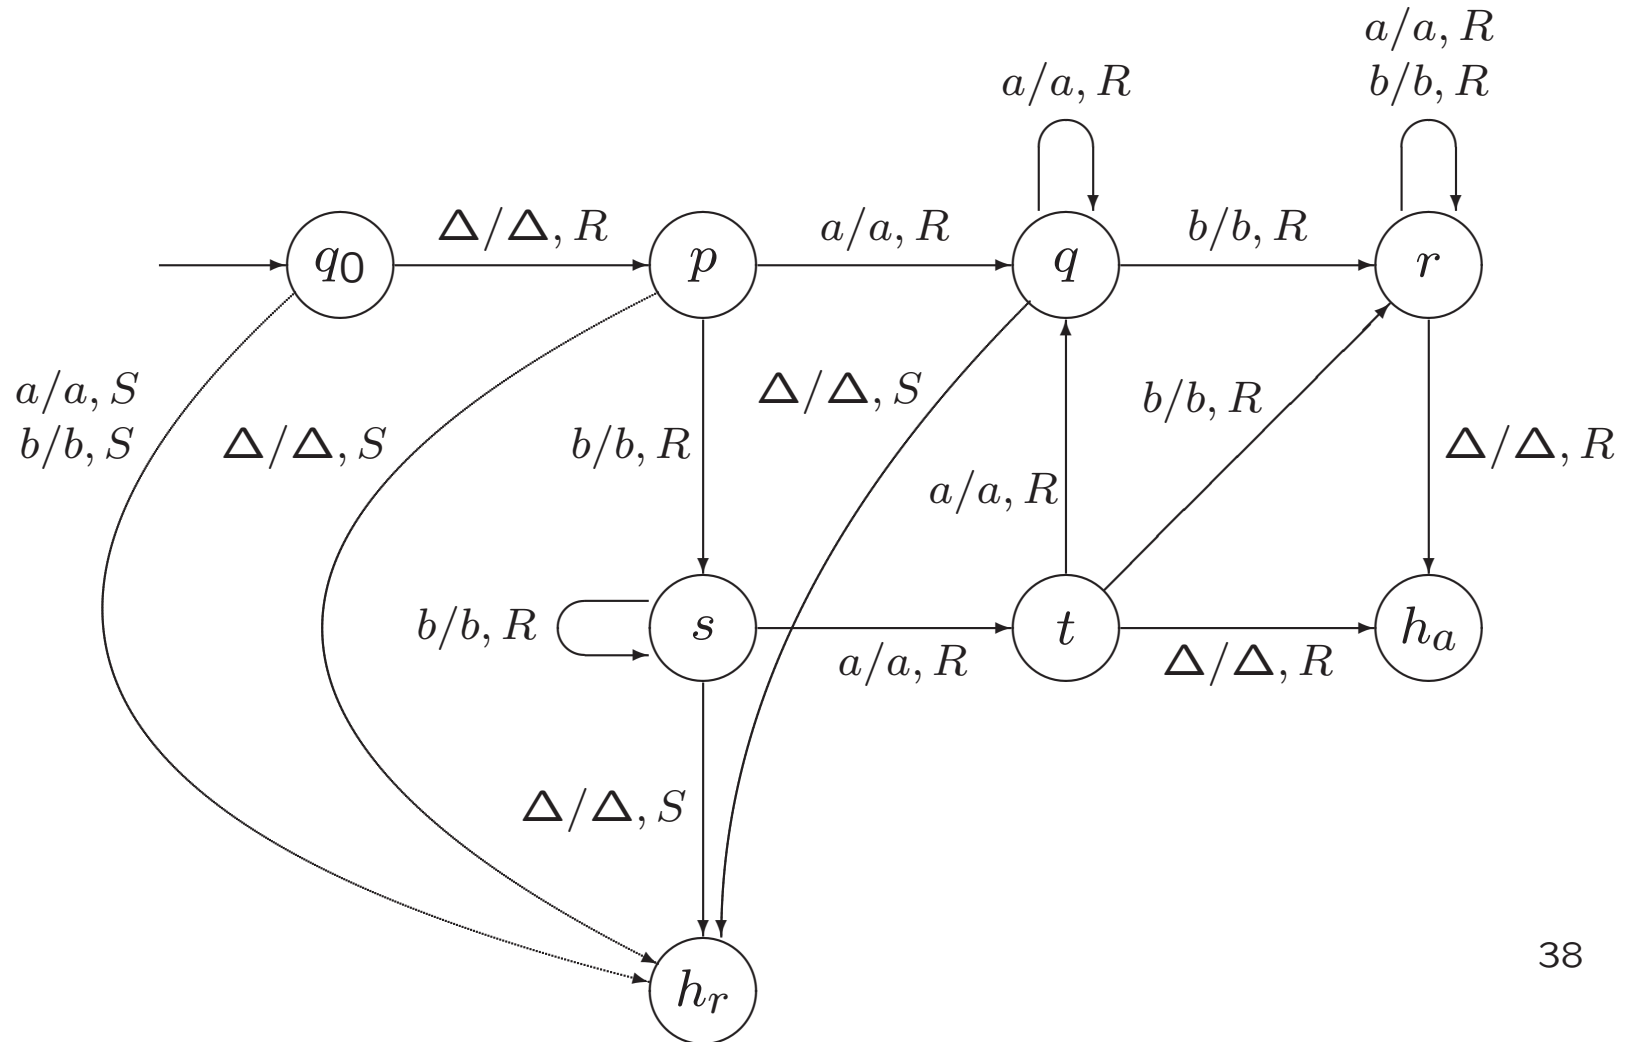 a/a, R
b/b, R
a/a, R
q₀
Δ/Δ, R
p
a/a, R
q
b/b, R
r
a/a, S
b/b, S
Δ/Δ, S
b/b, R
Δ/Δ, S
a/a, R
b/b, R
Δ/Δ, R
b/b, R
s
a/a, R
t
Δ/Δ, R
hₐ
Δ/Δ, S
hᵣ
38